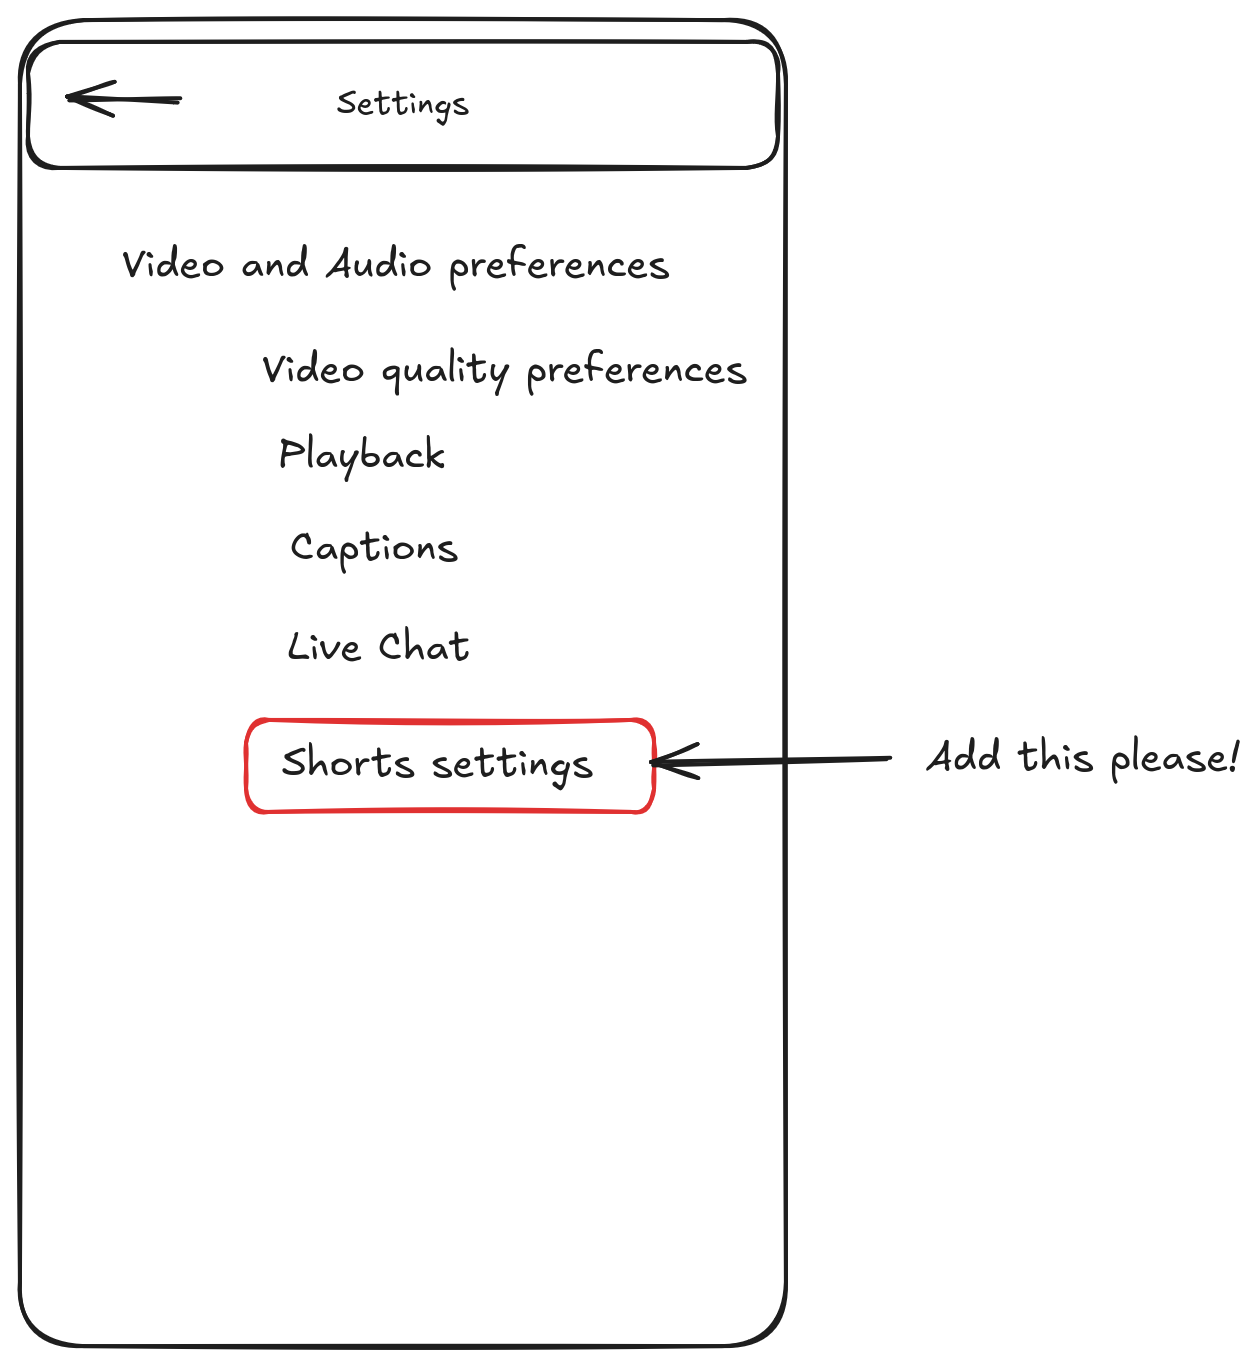 Settings
Video and Audio preferences
Video quality preferences
Playback
Captions
Live Chat
Shorts settings
Add this please!